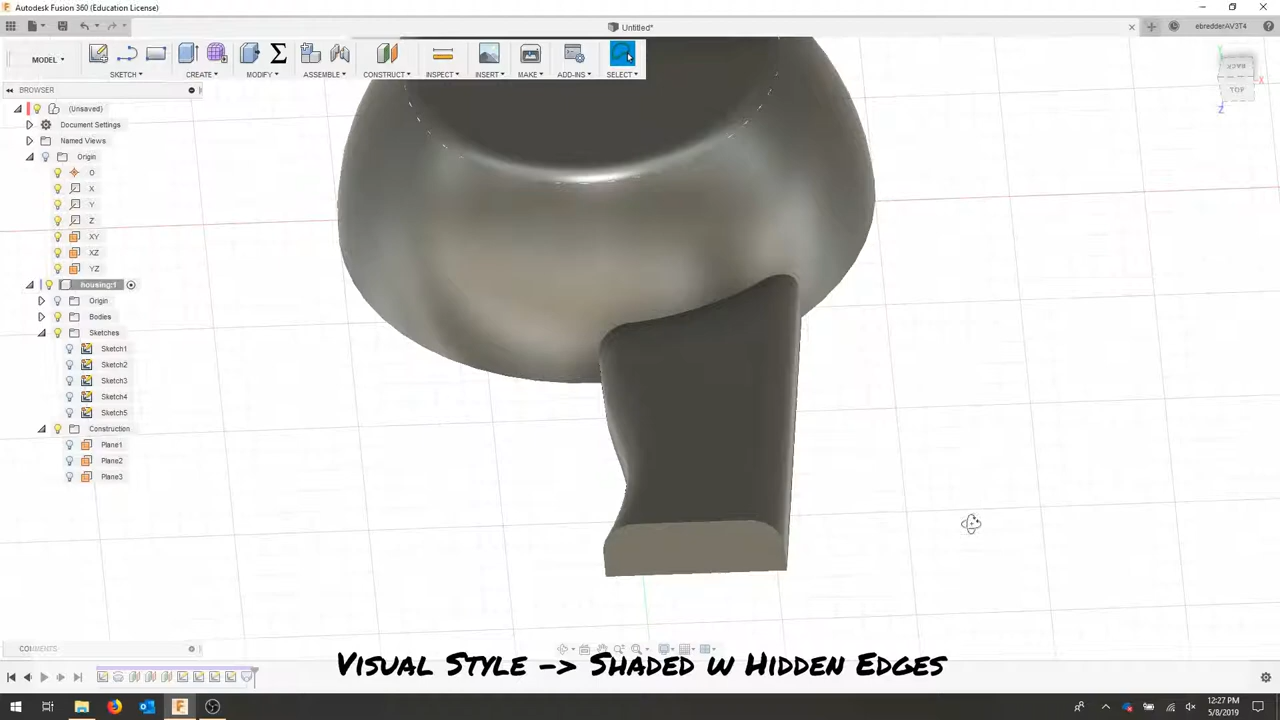 Autodesk Fusion 360 (Education License)
Untitled*
ebredderAV3T4
MODEL
SKETCH
CREATE
MODIFY
ASSEMBLE
CONSTRUCT
INSPECT
INSERT
MAKE
ADD-INS
SELECT
BROWSER
(Unsaved)
Document Settings
Named Views
Origin
O
X
Y
Z
XY
XZ
YZ
housing:1
Origin
Bodies
Sketches
Sketch1
Sketch2
Sketch3
Sketch4
Sketch5
Construction
Plane1
Plane2
Plane3
BACK
TOP
X
Y
Z
COMMENTS
Visual Style -> Shaded w Hidden Edges
12:27 PM
5/8/2019